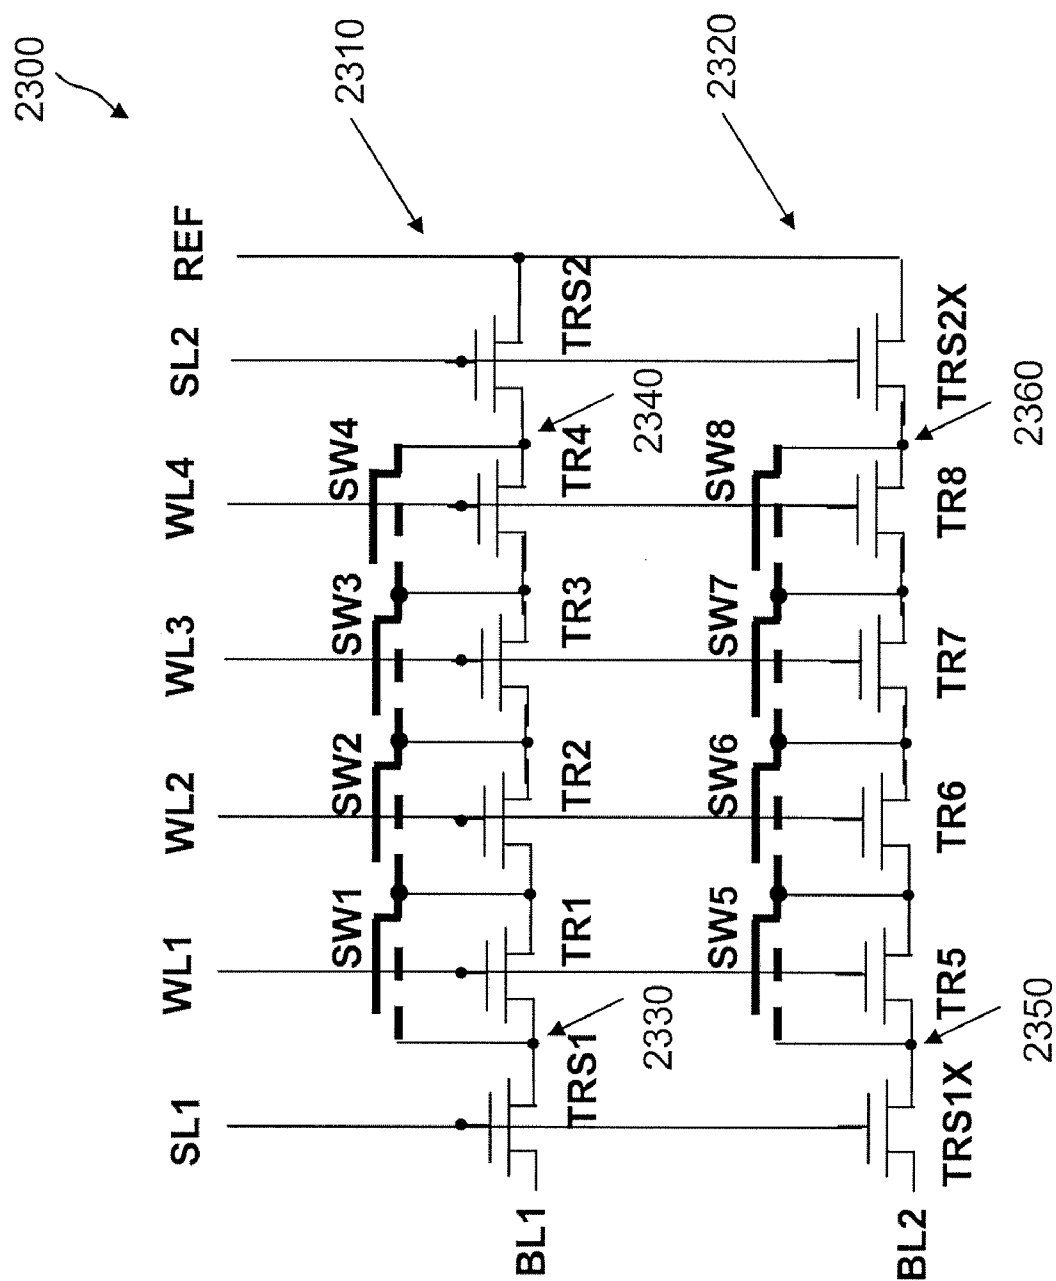 2300
2310
2320
SL1
WL1
WL2
WL3
WL4
SL2
REF
SW1
SW2
SW3
SW4
BL1
TRS1
2330
TR1
TR2
TR3
TR4
2340
TRS2
SW5
SW6
SW7
SW8
BL2
TRS1X
2350
TR5
TR6
TR7
TR8
2360
TRS2X